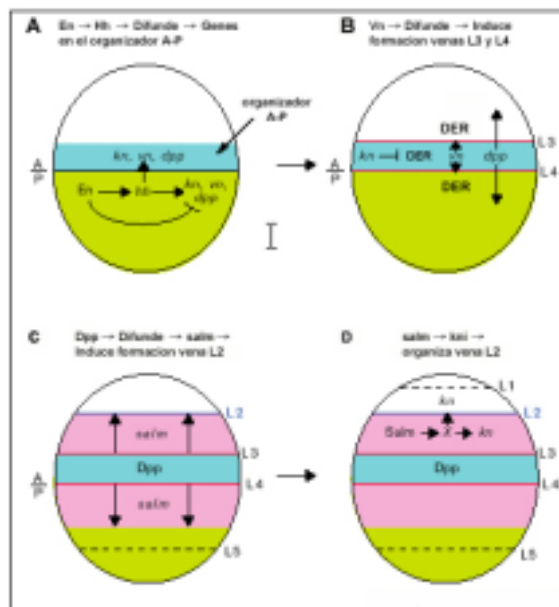 A En → Hh → Difunde → Genes
en el organizador A-P
organizador
A-P
kn, vn, dpp
A
P
En → hh → kn, vn,
dpp
B Vn → Difunde → Induce
formacion venas L3 y L4
DER
L3
kn ⊣ DER vn dpp
A
P
L4
DER
C Dpp → Difunde → salm →
Induce formacion vena L2
L2
salm
L3
Dpp
A
P
L4
salm
L5
D salm → kni →
organiza vena L2
L1
kn
L2
Salm → X → kn
L3
Dpp
L4
L5